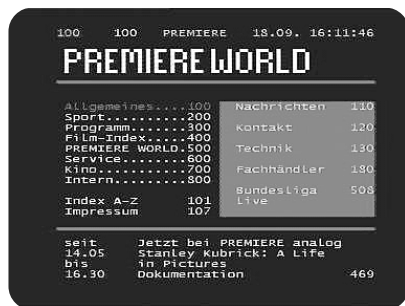 100 100 PREMIERE 18.09. 16:11:46
PREMIERE WORLD
Allgemeines....100 Nachrichten 110
Sport..........200
Programm.......300 Kontakt 120
Film-Index.....400
PREMIERE WORLD.500 Technik 130
Service........600
Kino...........700 Fachhändler 180
Intern.........800
Bundesliga 508
Index A-Z 101 Live
Impressum 107
seit Jetzt bei PREMIERE analog
14.05 Stanley Kubrick: A Life
bis in Pictures
16.30 Dokumentation 469